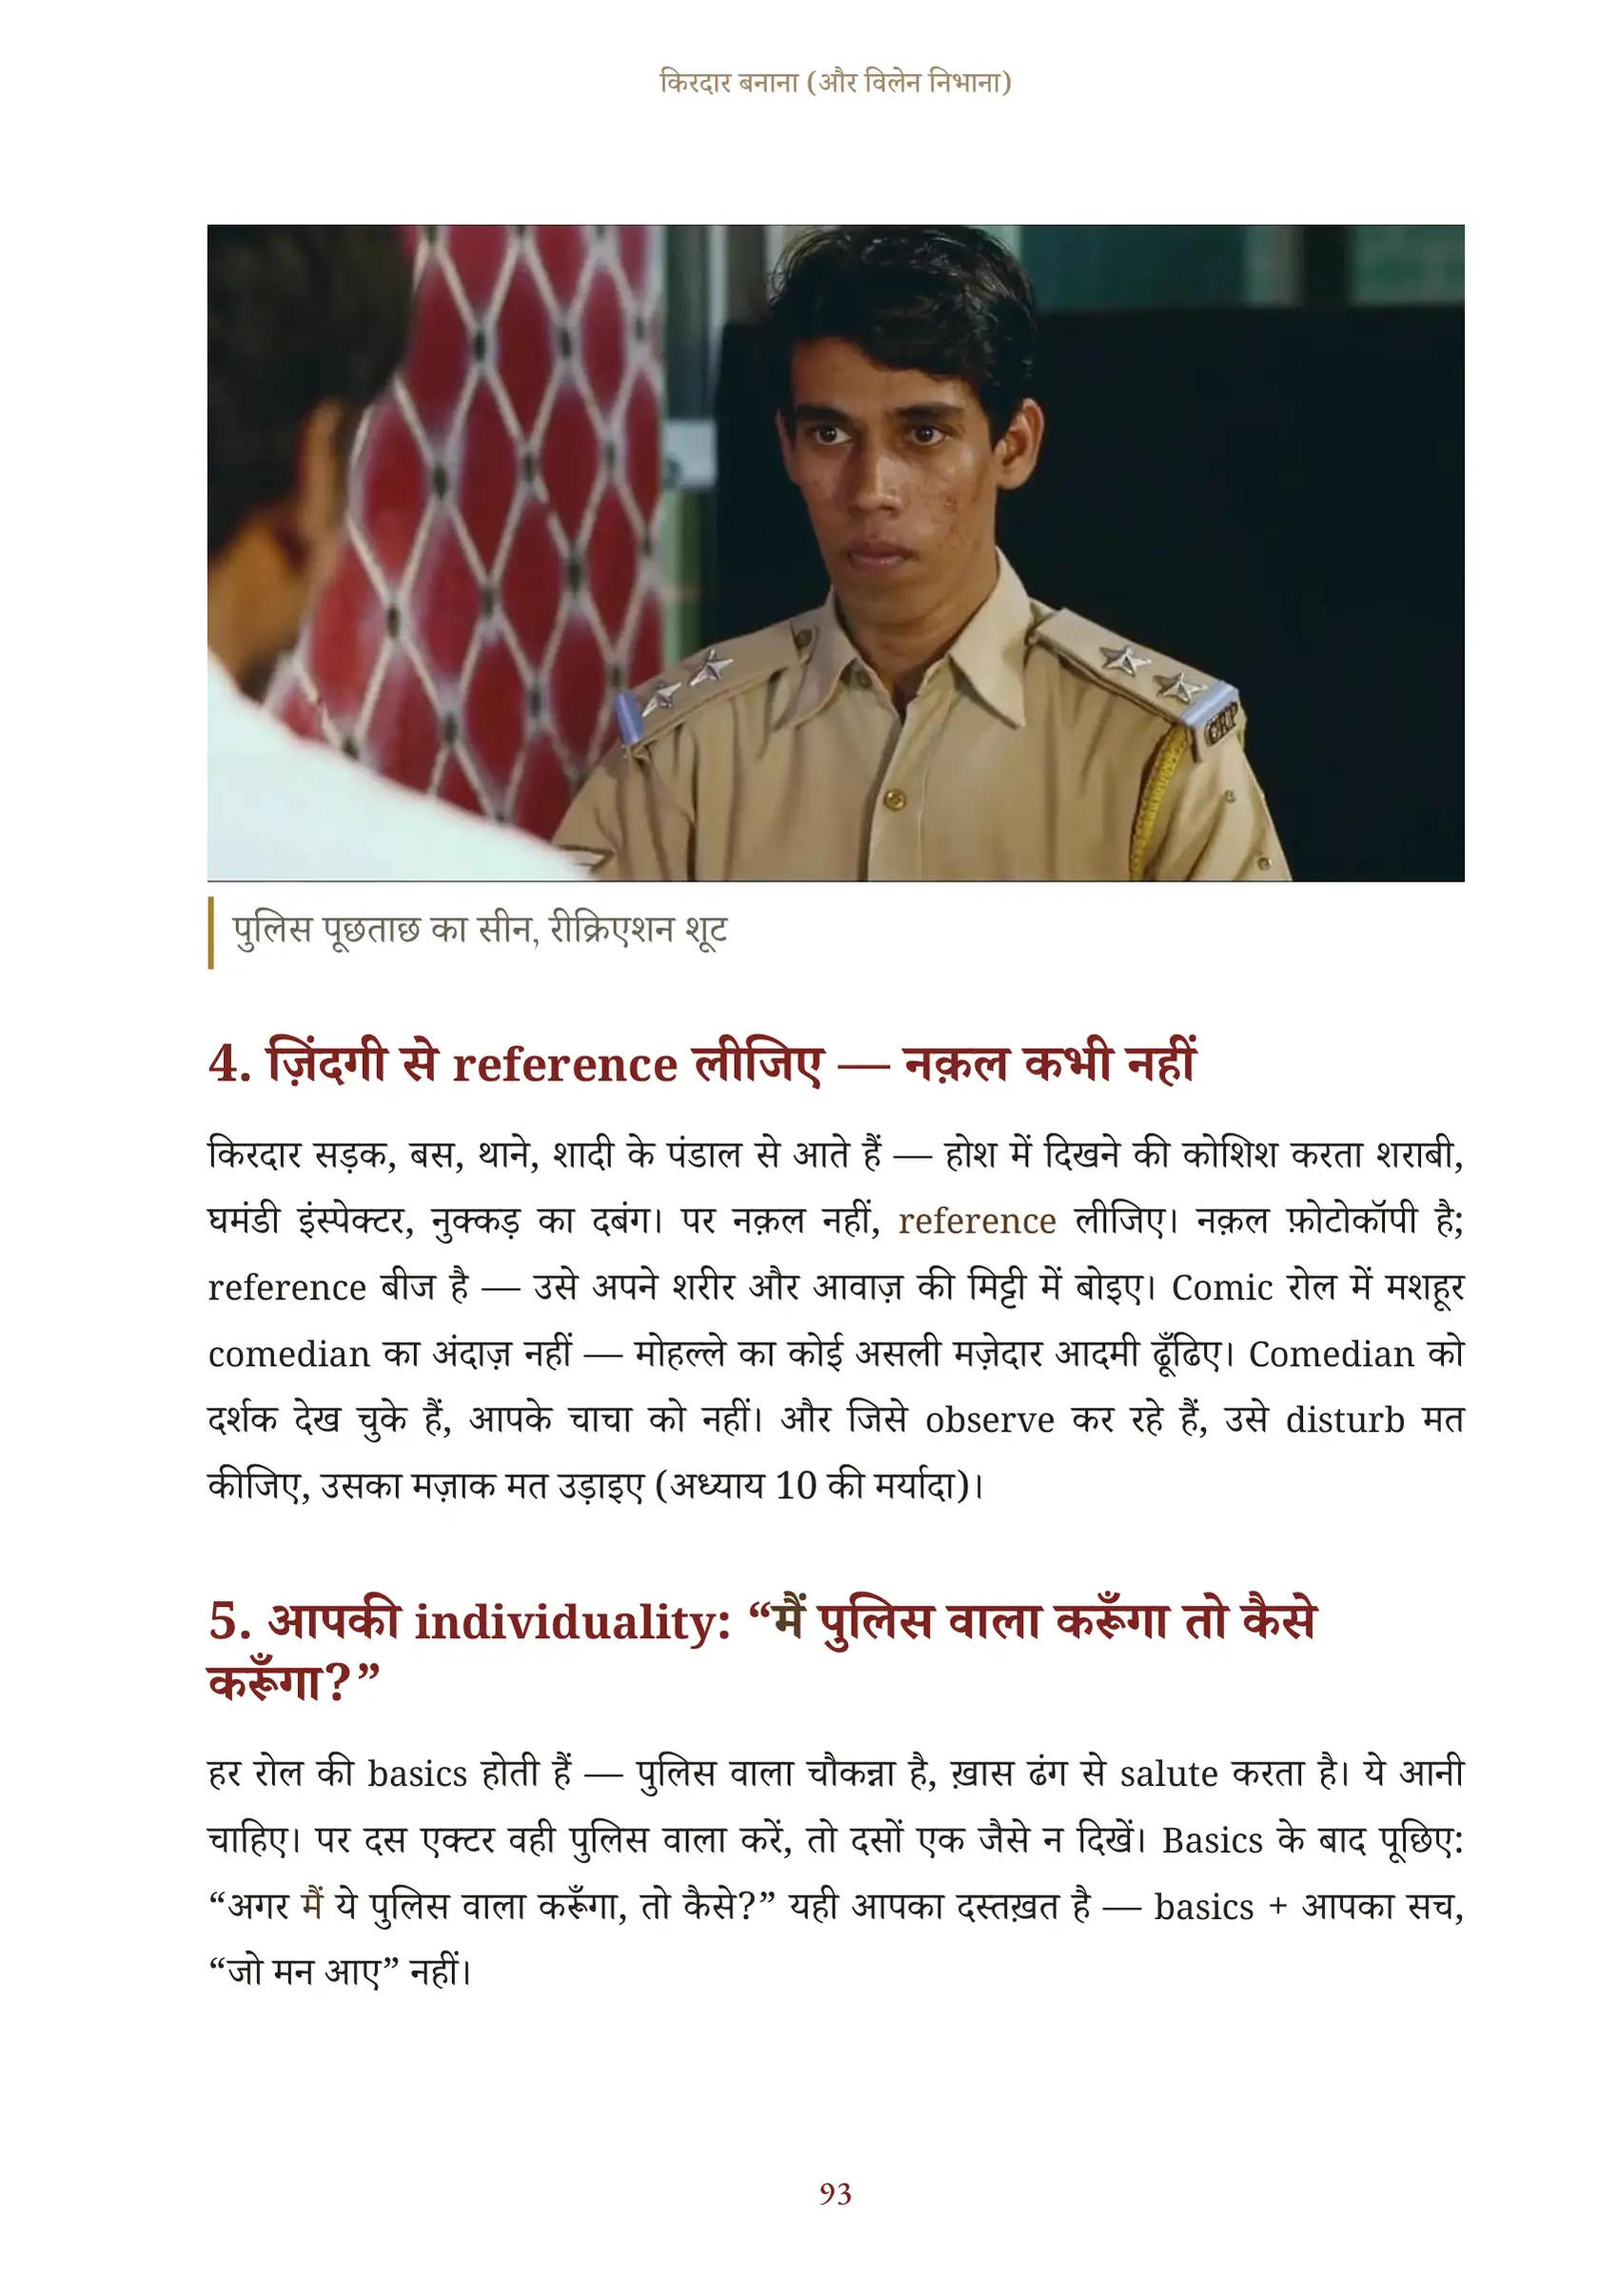 किरदार बनाना (और विलेन निभाना)
पुलिस पूछताछ का सीन, रीक्रिएशन शूट
4. ज़िंदगी से reference लीजिए — नक़ल कभी नहीं
किरदार सड़क, बस, थाने, शादी के पंडाल से आते हैं — होश में दिखने की कोशिश करता शराबी,
घमंडी इंस्पेक्टर, नुक्कड़ का दबंग। पर नक़ल नहीं, reference लीजिए। नक़ल फ़ोटोकॉपी है;
reference बीज है — उसे अपने शरीर और आवाज़ की मिट्टी में बोइए। Comic रोल में मशहूर
comedian का अंदाज़ नहीं — मोहल्ले का कोई असली मज़ेदार आदमी ढूँढिए। Comedian को
दर्शक देख चुके हैं, आपके चाचा को नहीं। और जिसे observe कर रहे हैं, उसे disturb मत
कीजिए, उसका मज़ाक मत उड़ाइए (अध्याय 10 की मर्यादा)।
5. आपकी individuality: “मैं पुलिस वाला करूँगा तो कैसे
करूँगा?”
हर रोल की basics होती हैं — पुलिस वाला चौकन्ना है, ख़ास ढंग से salute करता है। ये आनी
चाहिए। पर दस एक्टर वही पुलिस वाला करें, तो दसों एक जैसे न दिखें। Basics के बाद पूछिए:
“अगर मैं ये पुलिस वाला करूँगा, तो कैसे?” यही आपका दस्तख़त है — basics + आपका सच,
“जो मन आए” नहीं।
93